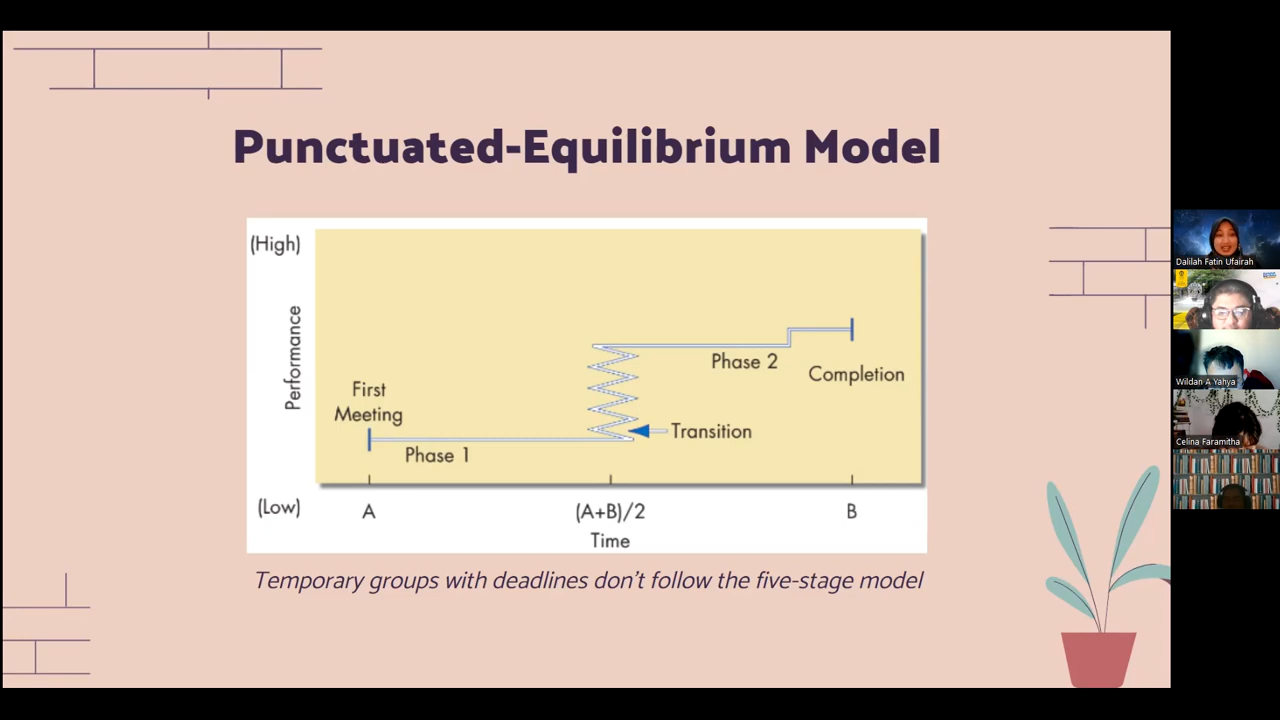 Punctuated-Equilibrium Model
(High)
Performance
First
Meeting
Phase 1
Phase 2
Completion
Transition
(Low)
A
(A+B)/2
B
Time
Temporary groups with deadlines don't follow the five-stage model
Dalilah Fatin Ufairah
Wildan A Yahya
Celina Faramitha